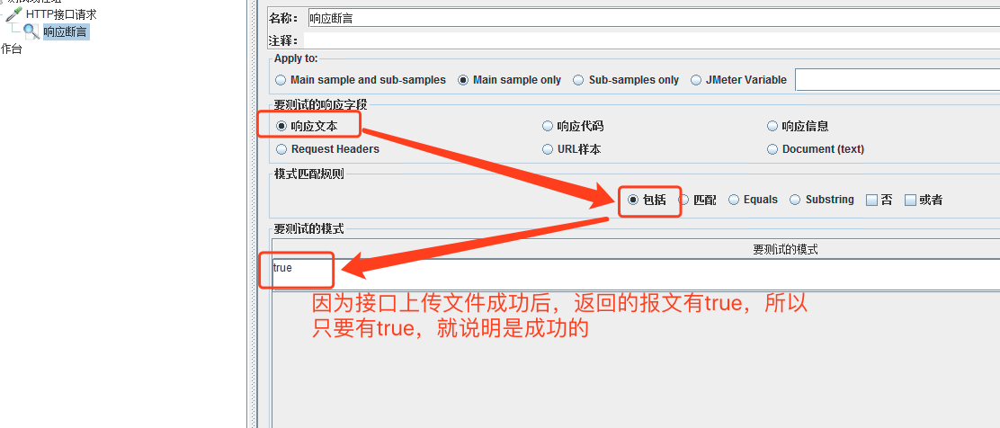 HTTP接口请求
响应断言
作台
名称： 响应断言
注释：
Apply to:
Main sample and sub-samples Main sample only Sub-samples only JMeter Variable
要测试的响应字段
响应文本 响应代码 响应信息
Request Headers URL样本 Document (text)
模式匹配规则
包括 匹配 Equals Substring 否 或者
要测试的模式
要测试的模式
true
因为接口上传文件成功后，返回的报文有true，所以
只要有true，就说明是成功的